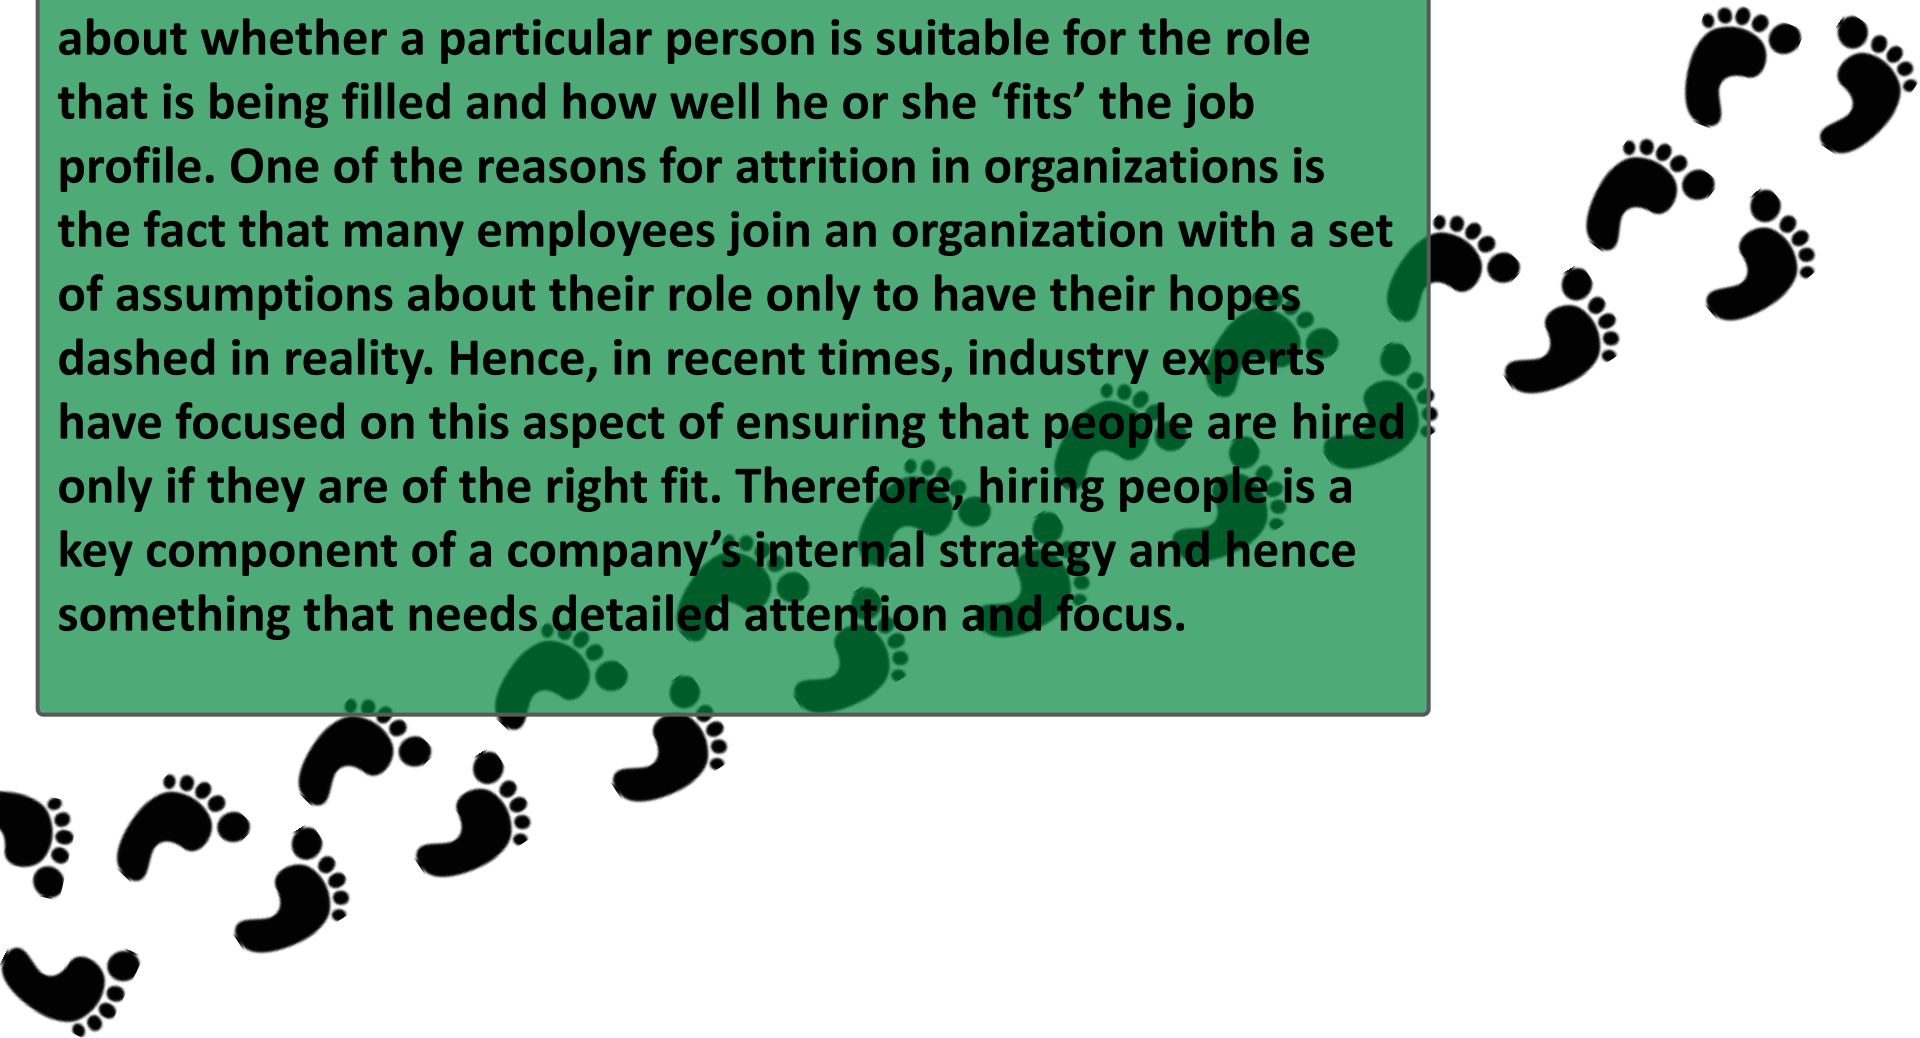 about whether a particular person is suitable for the role
that is being filled and how well he or she ‘fits’ the job
profile. One of the reasons for attrition in organizations is
the fact that many employees join an organization with a set
of assumptions about their role only to have their hopes
dashed in reality. Hence, in recent times, industry experts
have focused on this aspect of ensuring that people are hired
only if they are of the right fit. Therefore, hiring people is a
key component of a company’s internal strategy and hence
something that needs detailed attention and focus.